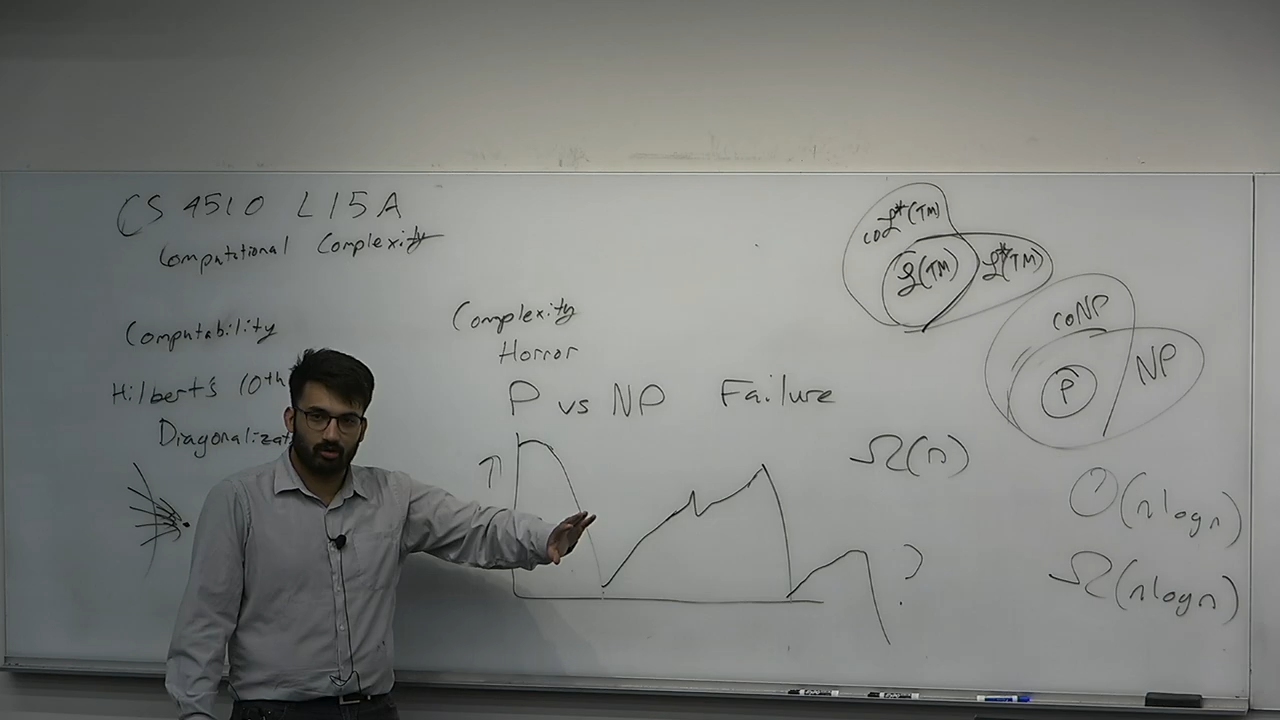 CS 4510 L15A
Computational Complexity
Computability
Hilbert's 10th
Diagonalizat
Complexity
Horror
P vs NP Failure
Ω(n)
coℒ*(TM)
ℒ(TM) ℒ*(TM)
coNP
P NP
O(nlogn)
Ω(nlogn)
?